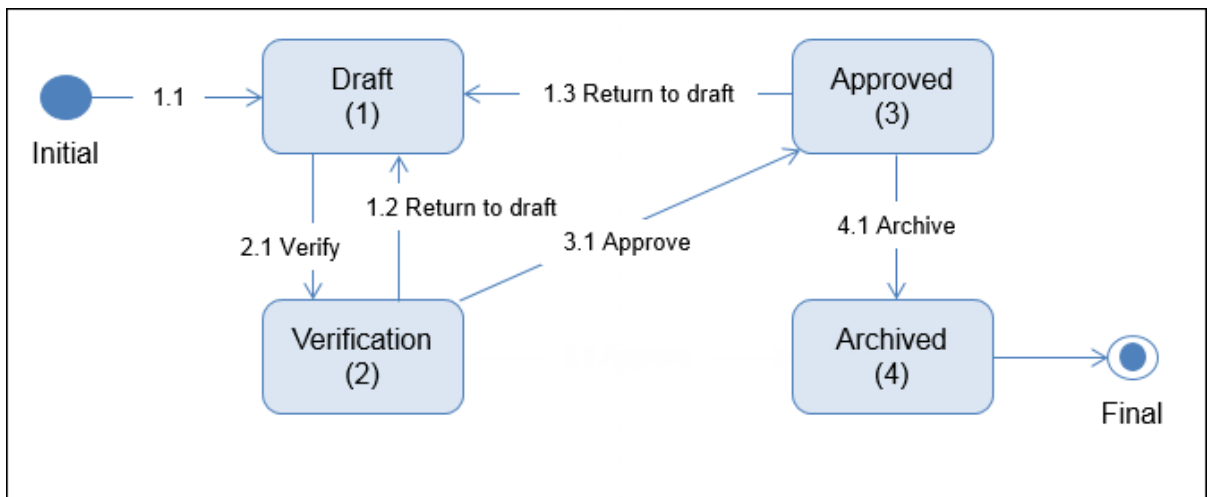 Draft
(1)
Approved
(3)
1.1
1.3 Return to draft
Initial
1.2 Return to draft
2.1 Verify
3.1 Approve
4.1 Archive
Verification
(2)
Archived
(4)
Final